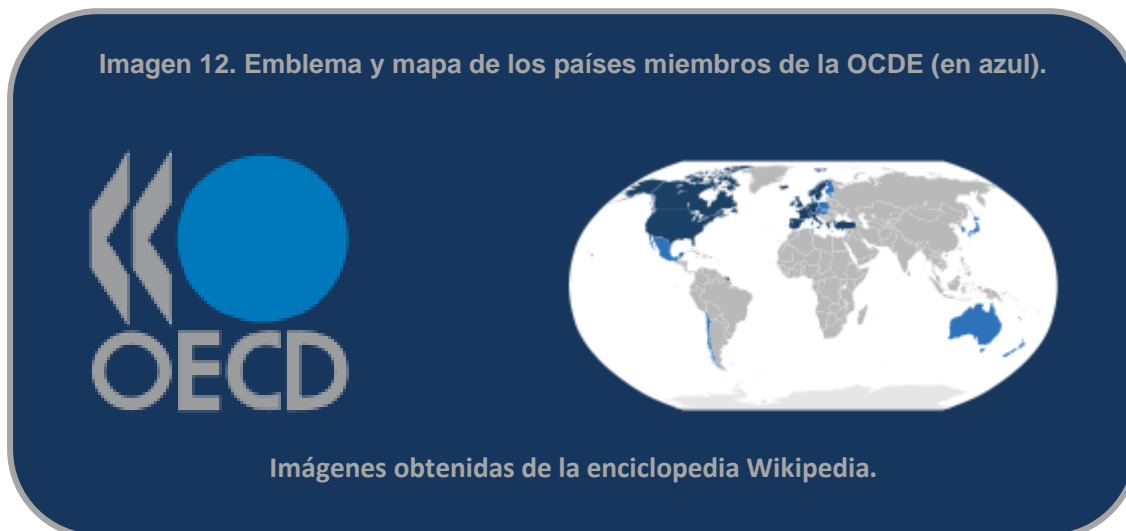 Imagen 12. Emblema y mapa de los países miembros de la OCDE (en azul).
OECD
Imágenes obtenidas de la enciclopedia Wikipedia.